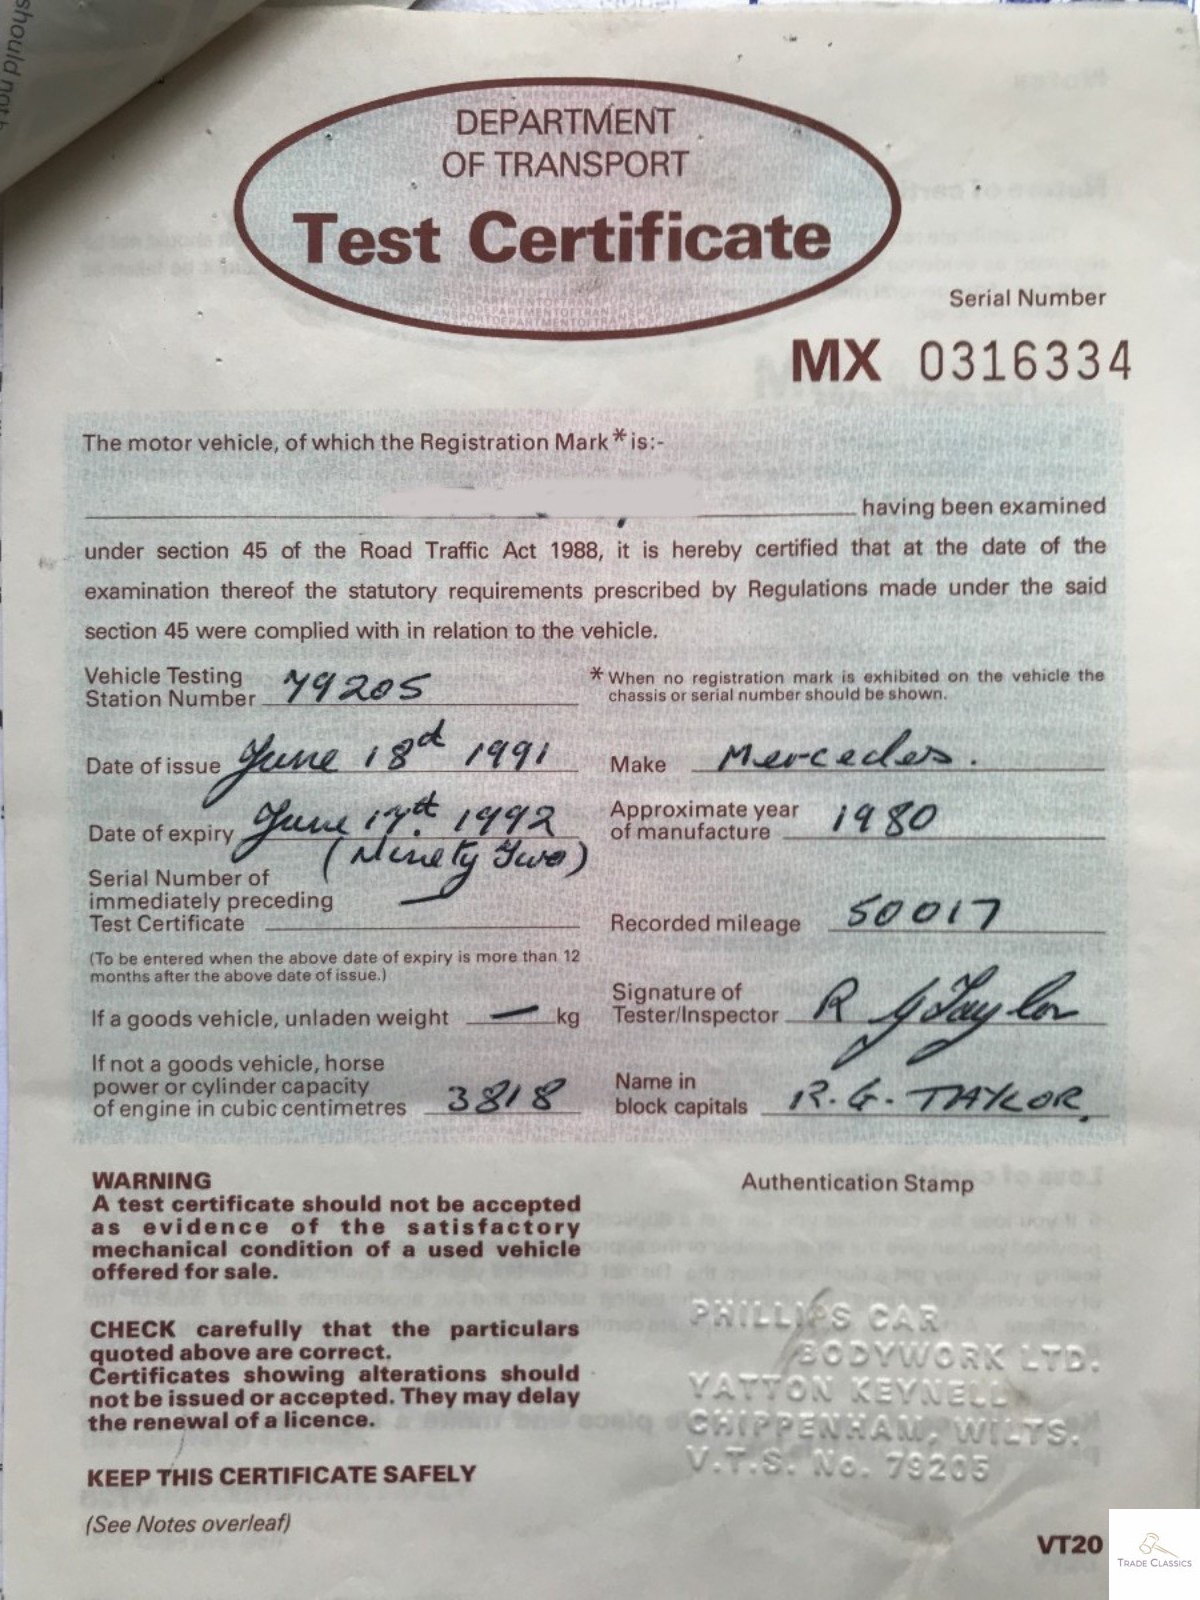 should not
DEPARTMENT
OF TRANSPORT
Test Certificate
Serial Number
MX 0316334
The motor vehicle, of which the Registration Mark * is:-
having been examined
under section 45 of the Road Traffic Act 1988, it is hereby certified that at the date of the
examination thereof the statutory requirements prescribed by Regulations made under the said
section 45 were complied with in relation to the vehicle.
Vehicle Testing
Station Number 79205
* When no registration mark is exhibited on the vehicle the
chassis or serial number should be shown.
Date of issue June 18d 1991
Make Mercedes.
Date of expiry June 17th. 1992
(Ninety Two)
Approximate year
of manufacture 1980
Serial Number of
immediately preceding
Test Certificate —
Recorded mileage 50017
(To be entered when the above date of expiry is more than 12
months after the above date of issue.)
Signature of
Tester/Inspector R G Taylor
If a goods vehicle, unladen weight — kg
If not a goods vehicle, horse
power or cylinder capacity
of engine in cubic centimetres 3818
Name in
block capitals R.G. TAYLOR.
WARNING
A test certificate should not be accepted
as evidence of the satisfactory
mechanical condition of a used vehicle
offered for sale.
CHECK carefully that the particulars
quoted above are correct.
Certificates showing alterations should
not be issued or accepted. They may delay
the renewal of a licence.
KEEP THIS CERTIFICATE SAFELY
(See Notes overleaf)
Authentication Stamp
PHILLIPS CAR
BODYWORK LTD.
YATTON KEYNELL
CHIPPENHAM, WILTS.
V.T.S. No. 79205
VT20
TRADE CLASSICS